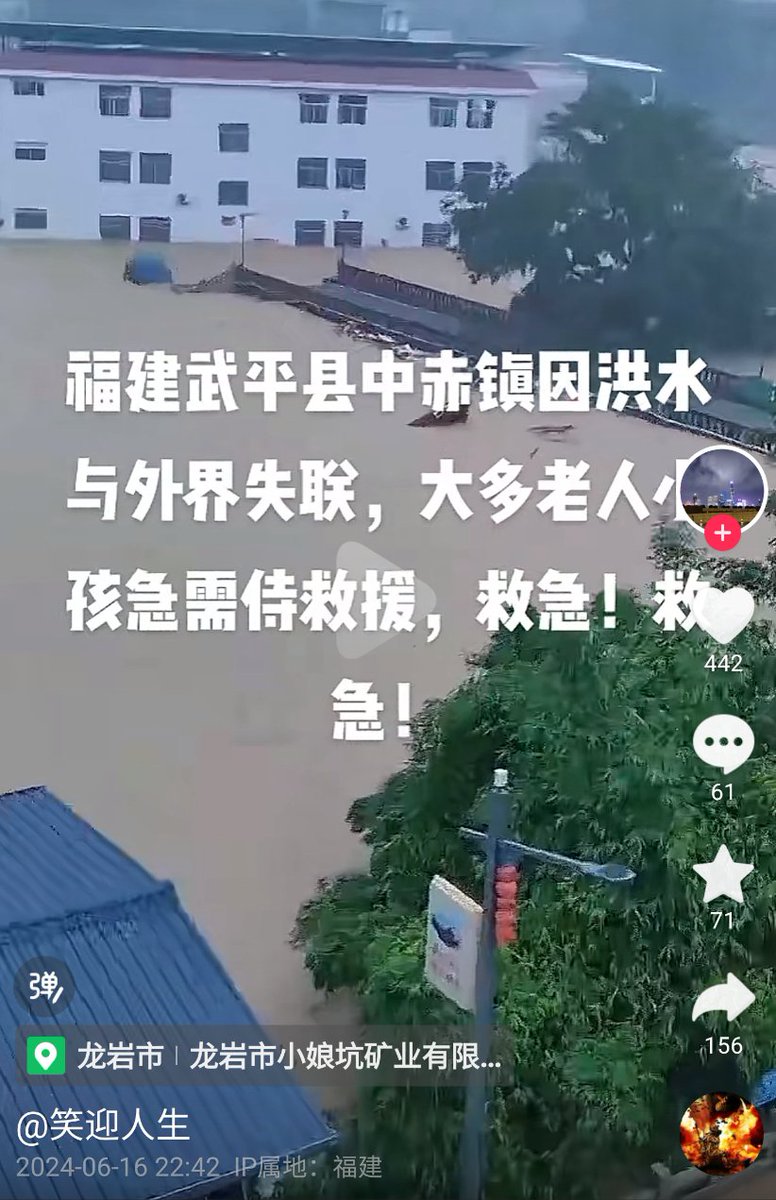 福建武平县中赤镇因洪水
与外界失联，大多老人小
孩急需侍救援，救急！救
急！
442
61
71
156
弹
龙岩市 | 龙岩市小娘坑矿业有限...
@笑迎人生
2024-06-16 22:42 IP属地：福建